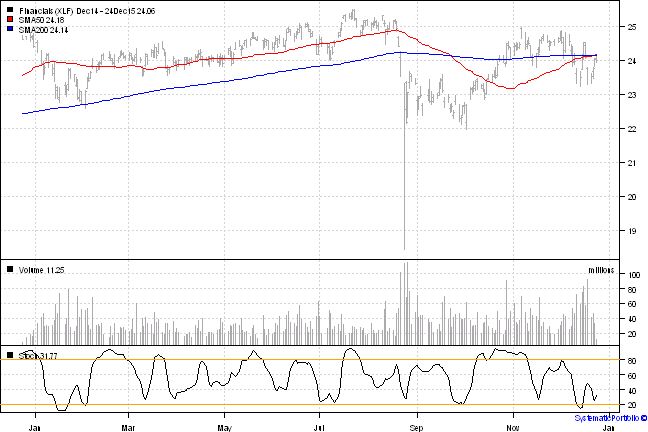 Financials (XLF) Dec14 - 24Dec15 24.06
SMA50 24.18
SMA200 24.14
25
24
23
22
21
20
19
Volume 11.25
millions
100
80
60
40
20
Stoch 31.77
80
60
40
20
Jan Mar May Jul Sep Nov Jan
SystematicPortfolio ©